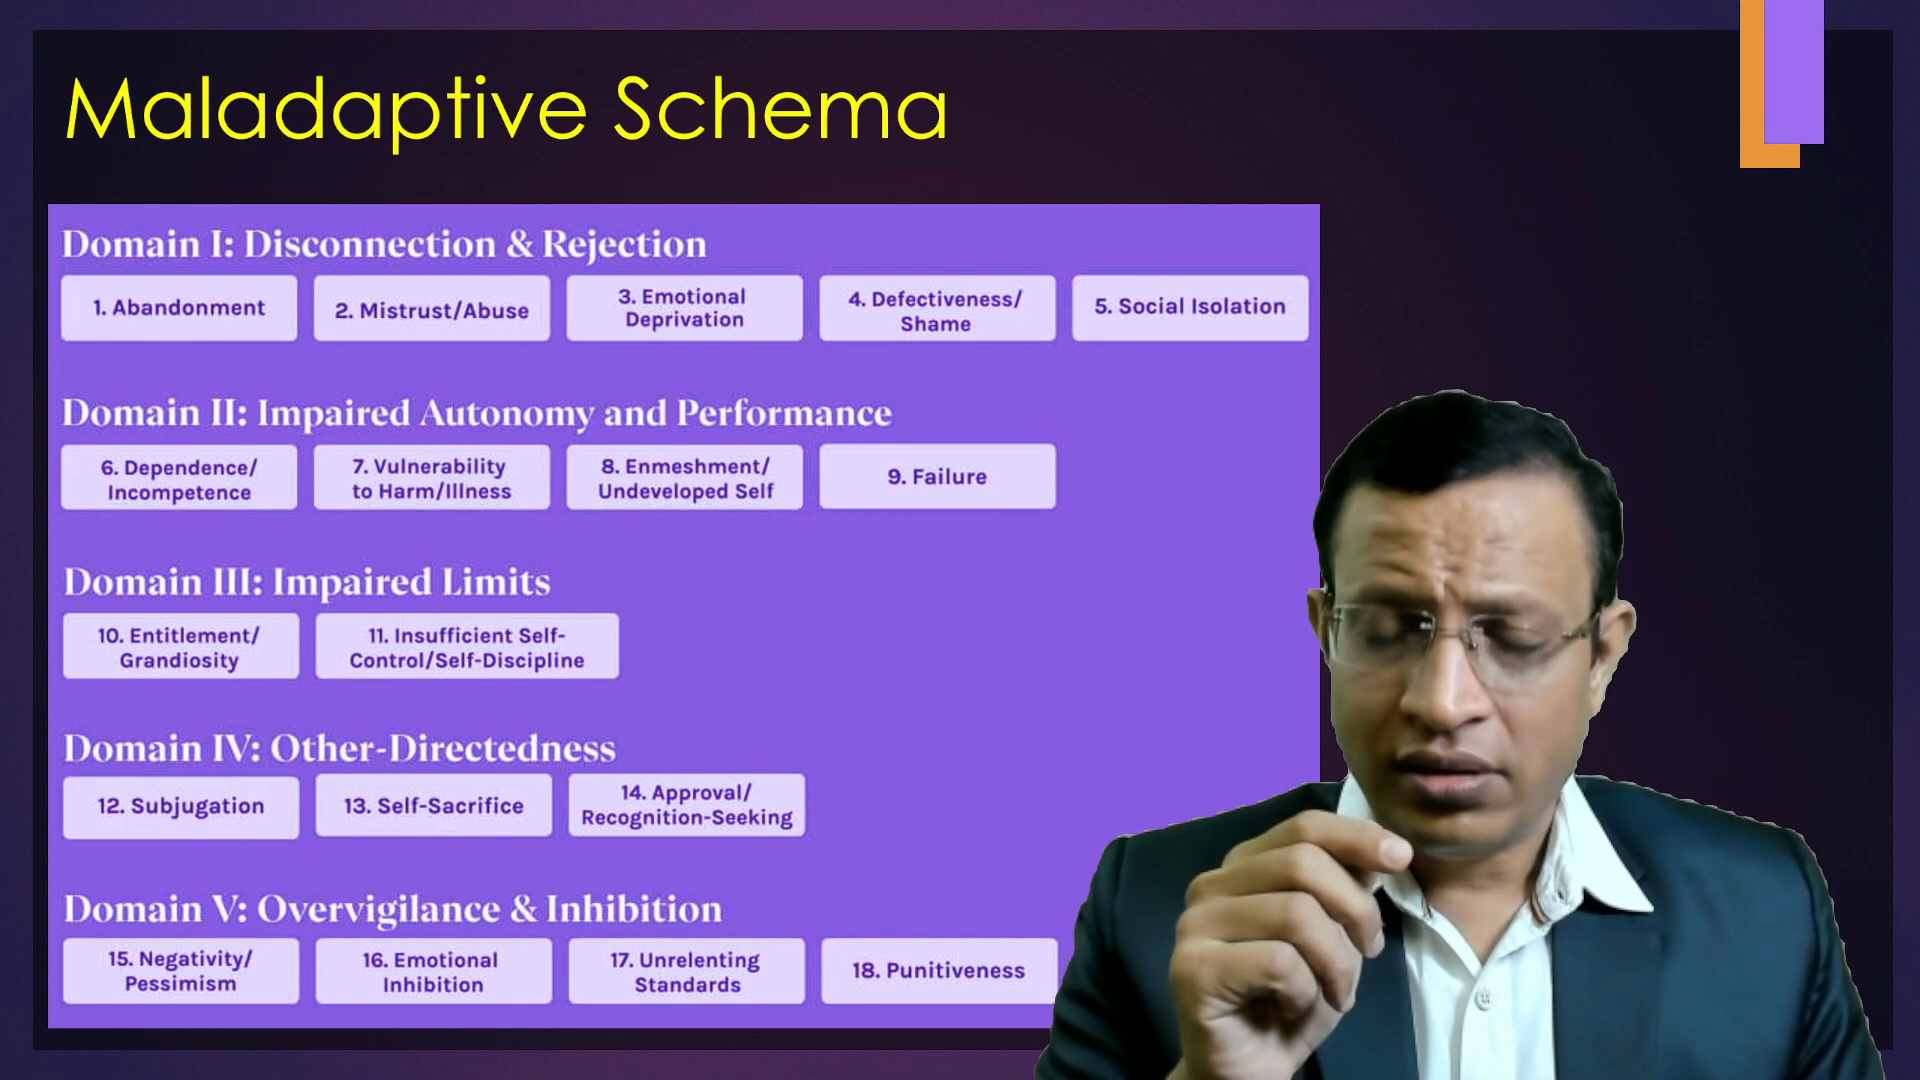 Maladaptive Schema
Domain I: Disconnection & Rejection
1. Abandonment
2. Mistrust/Abuse
3. Emotional
Deprivation
4. Defectiveness/
Shame
5. Social Isolation
Domain II: Impaired Autonomy and Performance
6. Dependence/
Incompetence
7. Vulnerability
to Harm/Illness
8. Enmeshment/
Undeveloped Self
9. Failure
Domain III: Impaired Limits
10. Entitlement/
Grandiosity
11. Insufficient Self-
Control/Self-Discipline
Domain IV: Other-Directedness
12. Subjugation
13. Self-Sacrifice
14. Approval/
Recognition-Seeking
Domain V: Overvigilance & Inhibition
15. Negativity/
Pessimism
16. Emotional
Inhibition
17. Unrelenting
Standards
18. Punitiveness